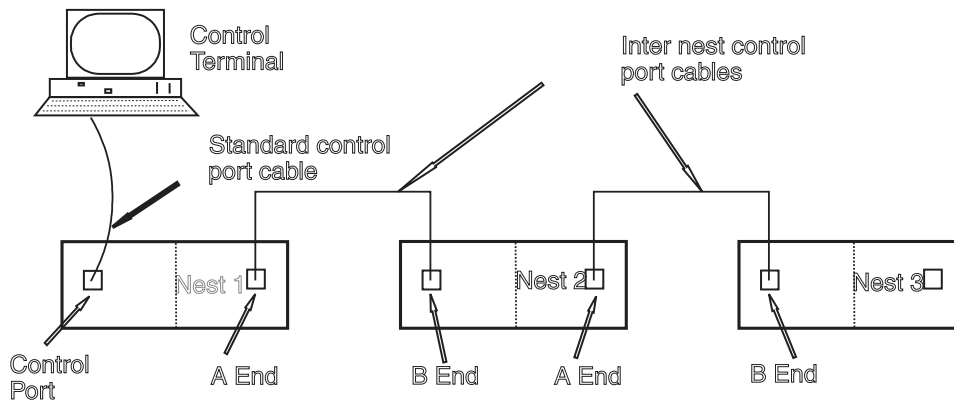 Control
Terminal
Inter nest control
port cables
Standard control
port cable
Nest 1
Nest 2
Nest 3
Control
Port
A End
B End
A End
B End